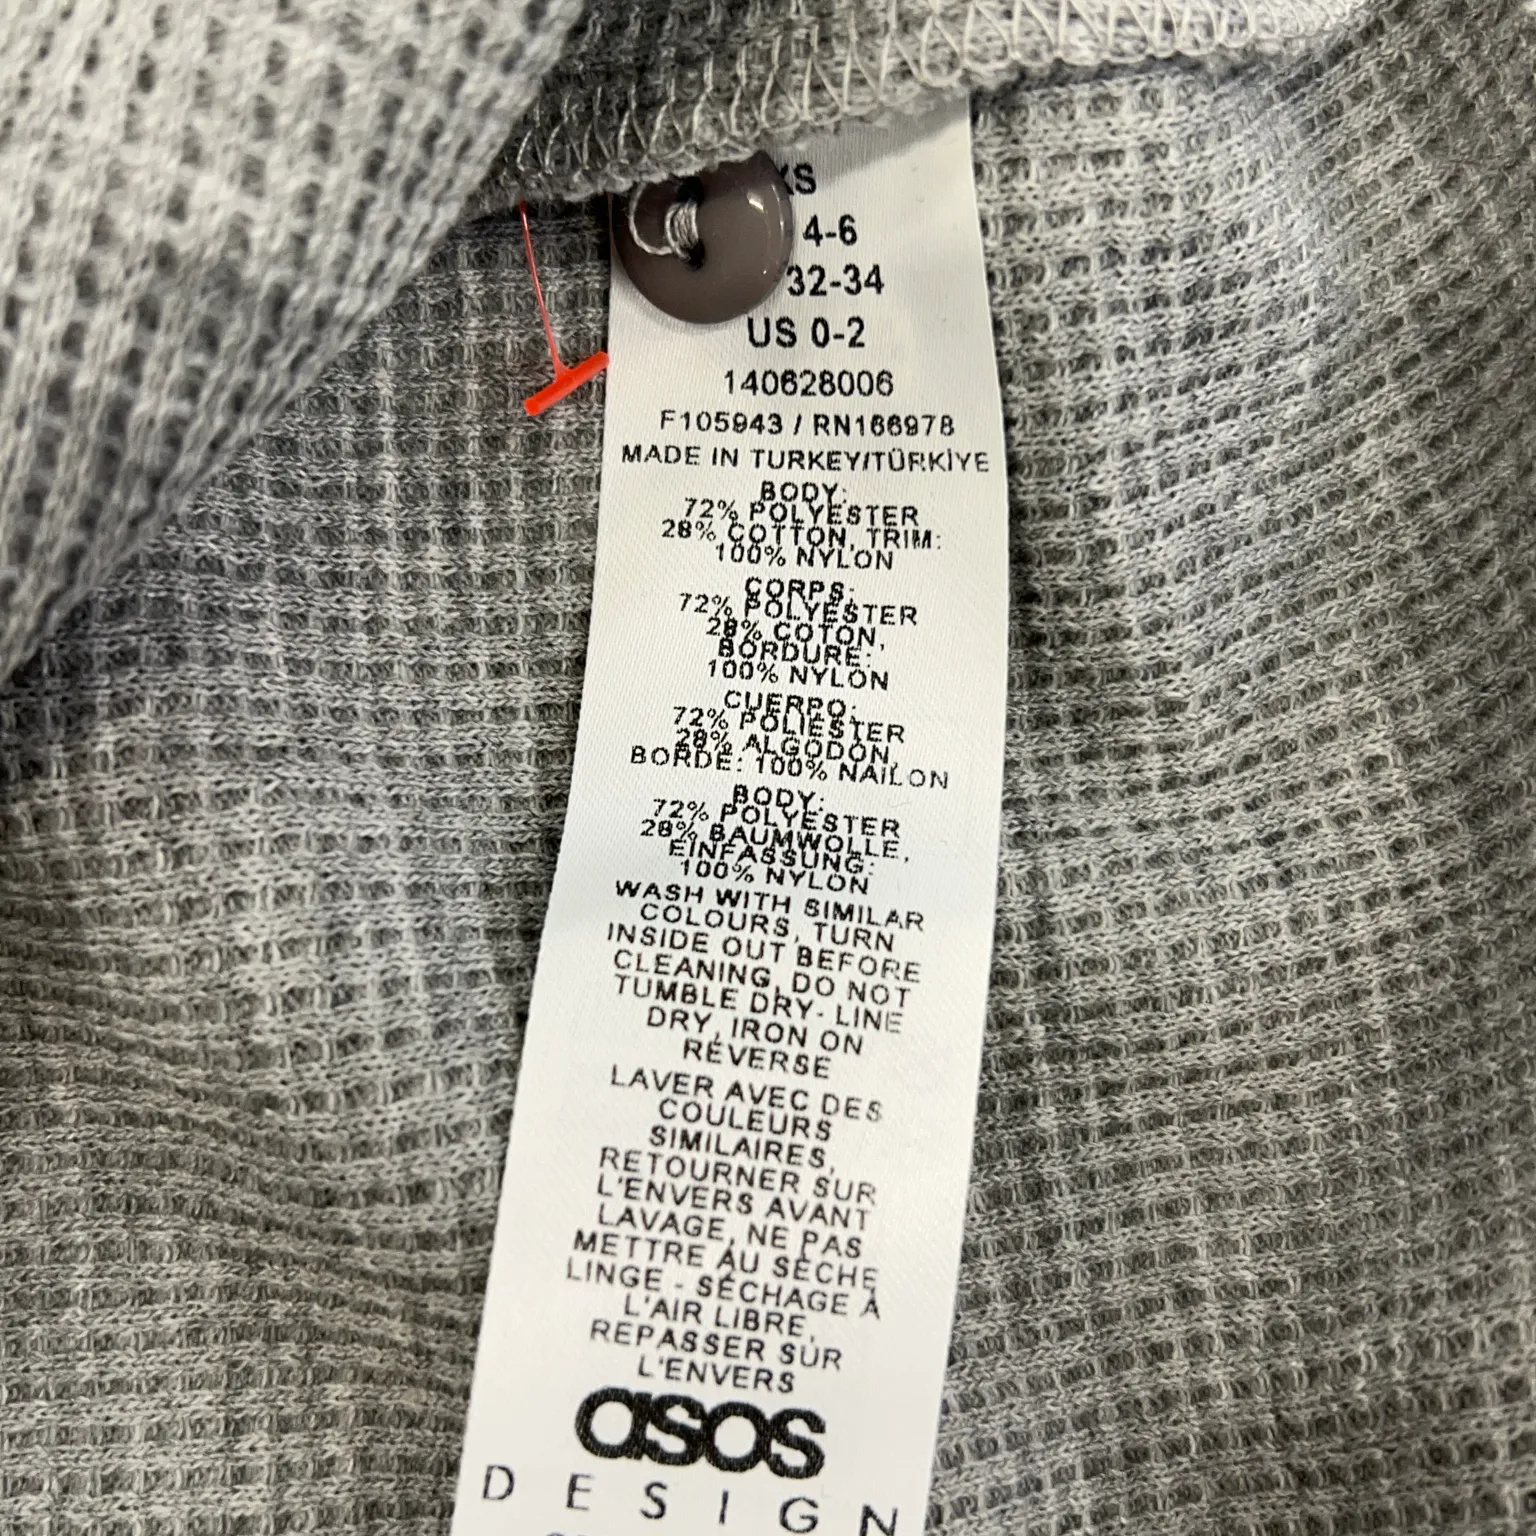 XS
4-6
32-34
US 0-2
140628006
F105943 / RN166978
MADE IN TURKEY/TÜRKİYE
BODY:
72% POLYESTER
28% COTTON, TRIM:
100% NYLON
CORPS:
72% POLYESTER
28% COTON,
BORDURE:
100% NYLON
CUERPO:
72% POLIESTER
28% ALGODÓN,
BORDE: 100% NAILON
BODY:
72% POLYESTER
28% BAUMWOLLE,
EINFASSUNG:
100% NYLON
WASH WITH SIMILAR
COLOURS, TURN
INSIDE OUT BEFORE
CLEANING, DO NOT
TUMBLE DRY- LINE
DRY, IRON ON
REVERSE
LAVER AVEC DES
COULEURS
SIMILAIRES,
RETOURNER SUR
L'ENVERS AVANT
LAVAGE, NE PAS
METTRE AU SÈCHE
LINGE - SÉCHAGE À
L'AIR LIBRE,
REPASSER SUR
L'ENVERS
asos
DESIGN